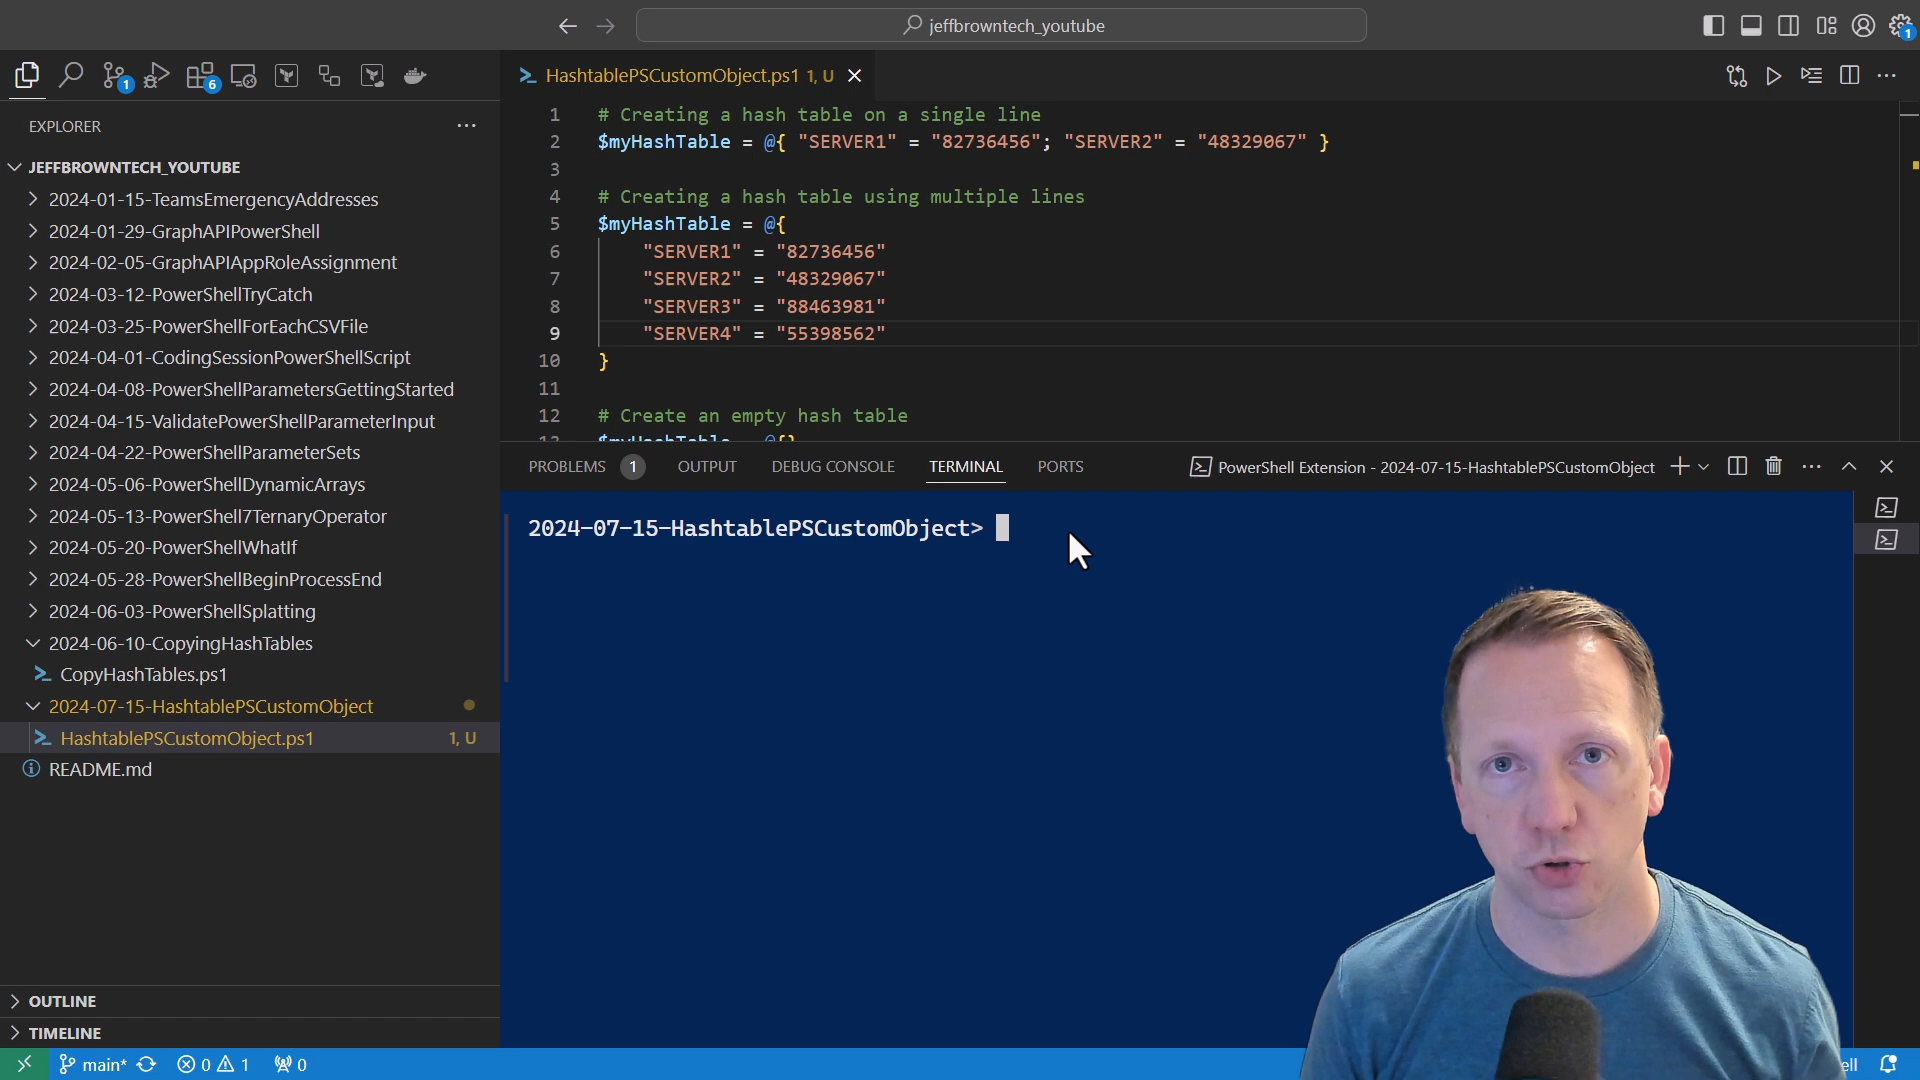 jeffbrowntech_youtube
1
1
6
HashtablePSCustomObject.ps1 1, U
EXPLORER
JEFFBROWNTECH_YOUTUBE
2024-01-15-TeamsEmergencyAddresses
2024-01-29-GraphAPIPowerShell
2024-02-05-GraphAPIAppRoleAssignment
2024-03-12-PowerShellTryCatch
2024-03-25-PowerShellForEachCSVFile
2024-04-01-CodingSessionPowerShellScript
2024-04-08-PowerShellParametersGettingStarted
2024-04-15-ValidatePowerShellParameterInput
2024-04-22-PowerShellParameterSets
2024-05-06-PowerShellDynamicArrays
2024-05-13-PowerShell7TernaryOperator
2024-05-20-PowerShellWhatIf
2024-05-28-PowerShellBeginProcessEnd
2024-06-03-PowerShellSplatting
2024-06-10-CopyingHashTables
CopyHashTables.ps1
2024-07-15-HashtablePSCustomObject
HashtablePSCustomObject.ps1 1, U
README.md
OUTLINE
TIMELINE
1 # Creating a hash table on a single line
2 $myHashTable = @{ "SERVER1" = "82736456"; "SERVER2" = "48329067" }
3
4 # Creating a hash table using multiple lines
5 $myHashTable = @{
6 "SERVER1" = "82736456"
7 "SERVER2" = "48329067"
8 "SERVER3" = "88463981"
9 "SERVER4" = "55398562"
10 }
11
12 # Create an empty hash table
13 $myHashTable = @{}
PROBLEMS 1 OUTPUT DEBUG CONSOLE TERMINAL PORTS PowerShell Extension - 2024-07-15-HashtablePSCustomObject
2024-07-15-HashtablePSCustomObject>
main* 0 1 0 ell